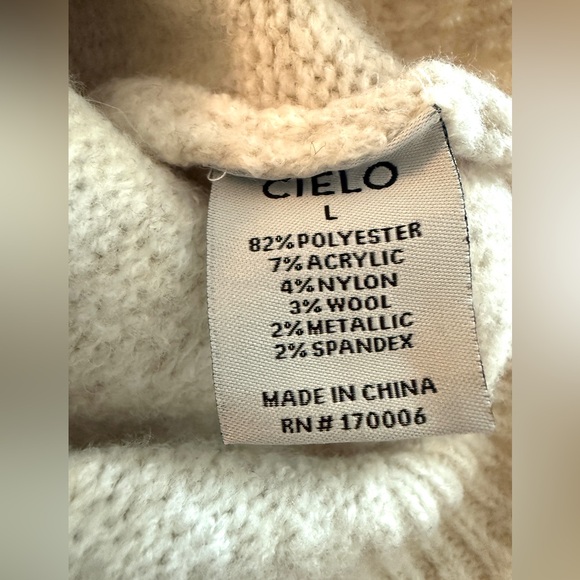 CIELO
L
82% POLYESTER
7% ACRYLIC
4% NYLON
3% WOOL
2% METALLIC
2% SPANDEX
MADE IN CHINA
RN# 170006